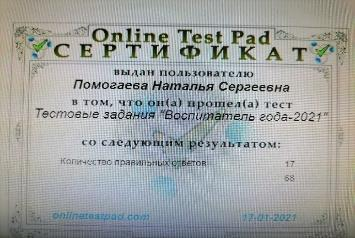 Online Test Pad
СЕРТИФИКАТ
выдан пользователю
Помогаева Наталья Сергеевна
в том, что он(а) прошел(а) тест
Тестовые задания "Воспитатель года-2021"
со следующим результатом:
Количество правильных ответов 17
68
onlinetestpad.com 17-01-2021